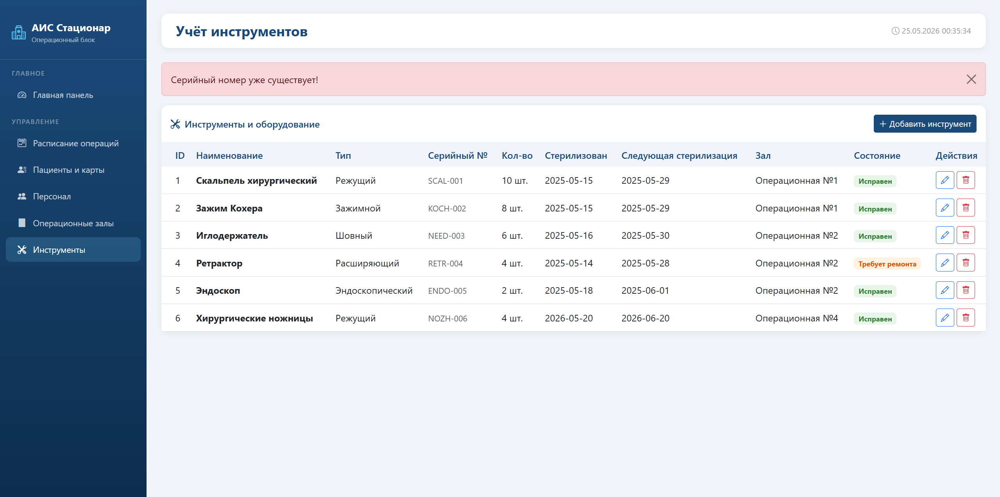 АИС Стационар
Операционный блок
ГЛАВНОЕ
Главная панель
УПРАВЛЕНИЕ
Расписание операций
Пациенты и карты
Персонал
Операционные залы
Инструменты
Учёт инструментов
25.05.2026 00:35:34
Серийный номер уже существует!
Инструменты и оборудование
Добавить инструмент
ID Наименование Тип Серийный № Кол-во Стерилизован Следующая стерилизация Зал Состояние Действия
1 Скальпель хирургический Режущий SCAL-001 10 шт. 2025-05-15 2025-05-29 Операционная №1 Исправен
2 Зажим Кохера Зажимной KOCH-002 8 шт. 2025-05-15 2025-05-29 Операционная №1 Исправен
3 Иглодержатель Шовный NEED-003 6 шт. 2025-05-16 2025-05-30 Операционная №2 Исправен
4 Ретрактор Расширяющий RETR-004 4 шт. 2025-05-14 2025-05-28 Операционная №2 Требует ремонта
5 Эндоскоп Эндоскопический ENDO-005 2 шт. 2025-05-18 2025-06-01 Операционная №2 Исправен
6 Хирургические ножницы Режущий NOZH-006 4 шт. 2026-05-20 2026-06-20 Операционная №4 Исправен